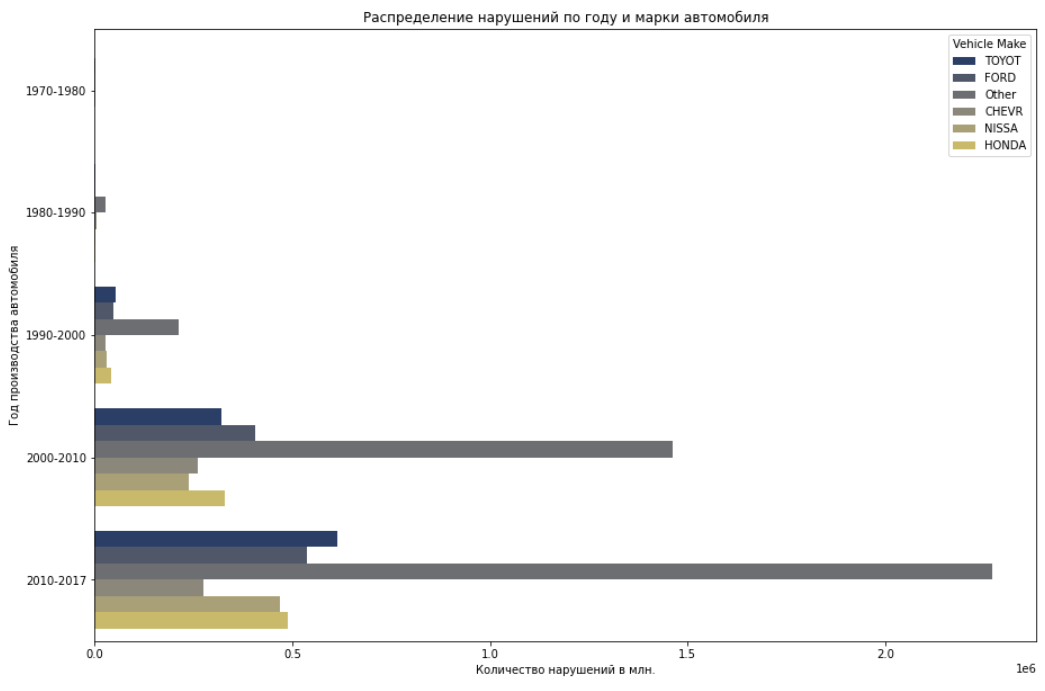 Распределение нарушений по году и марки автомобиля
Vehicle Make
TOYOT
FORD
Other
CHEVR
NISSA
HONDA
Год производства автомобиля
1970-1980
1980-1990
1990-2000
2000-2010
2010-2017
0.0 0.5 1.0 1.5 2.0
1e6
Количество нарушений в млн.